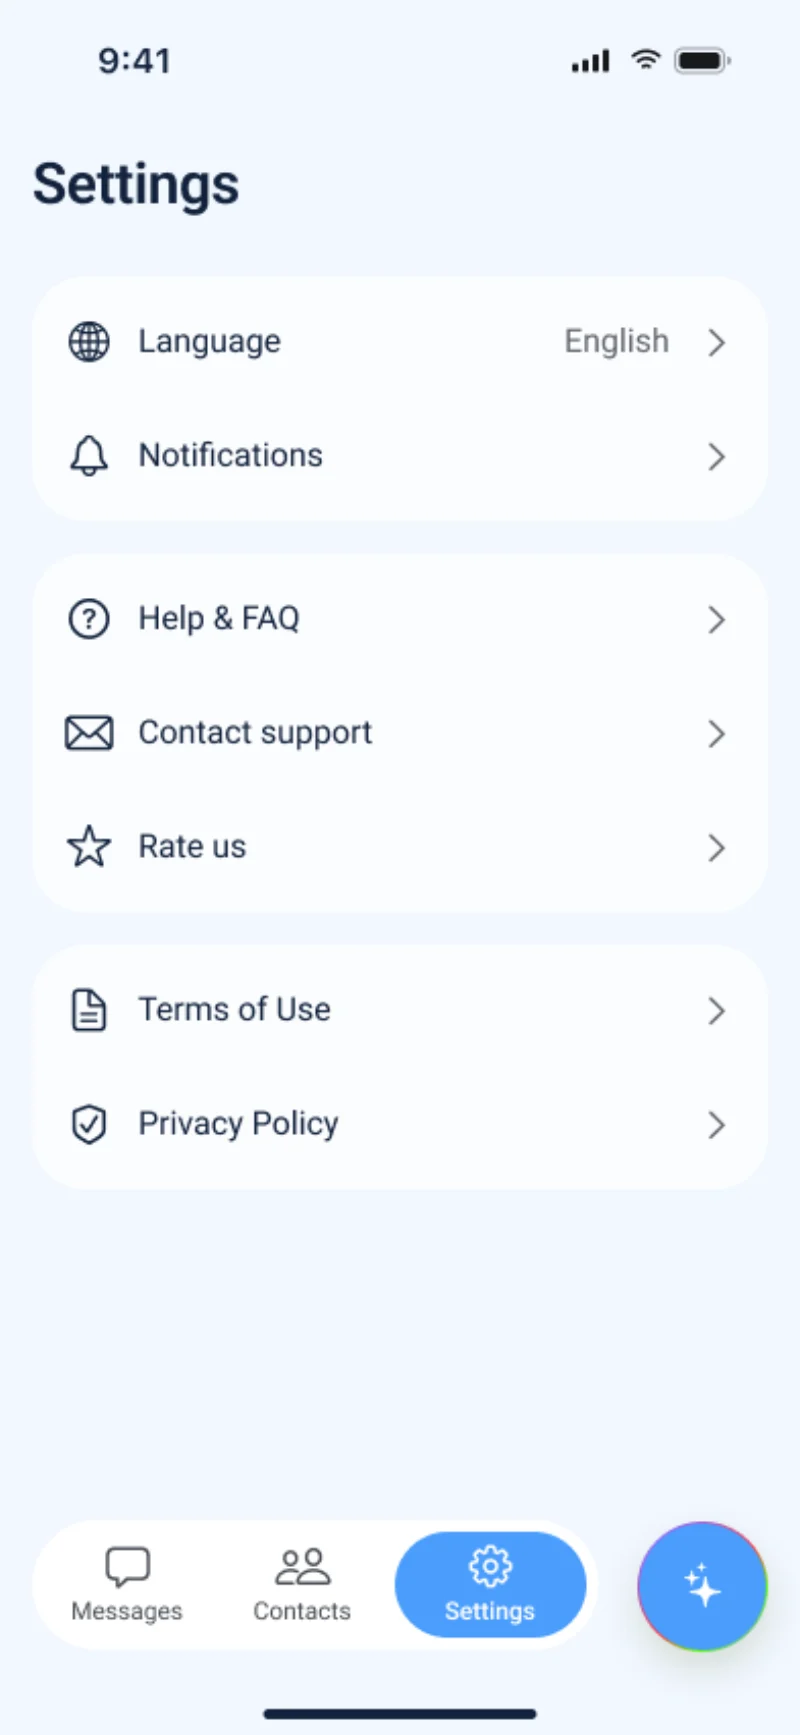 9:41
Settings
Language English
Notifications
Help & FAQ
Contact support
Rate us
Terms of Use
Privacy Policy
Messages Contacts Settings